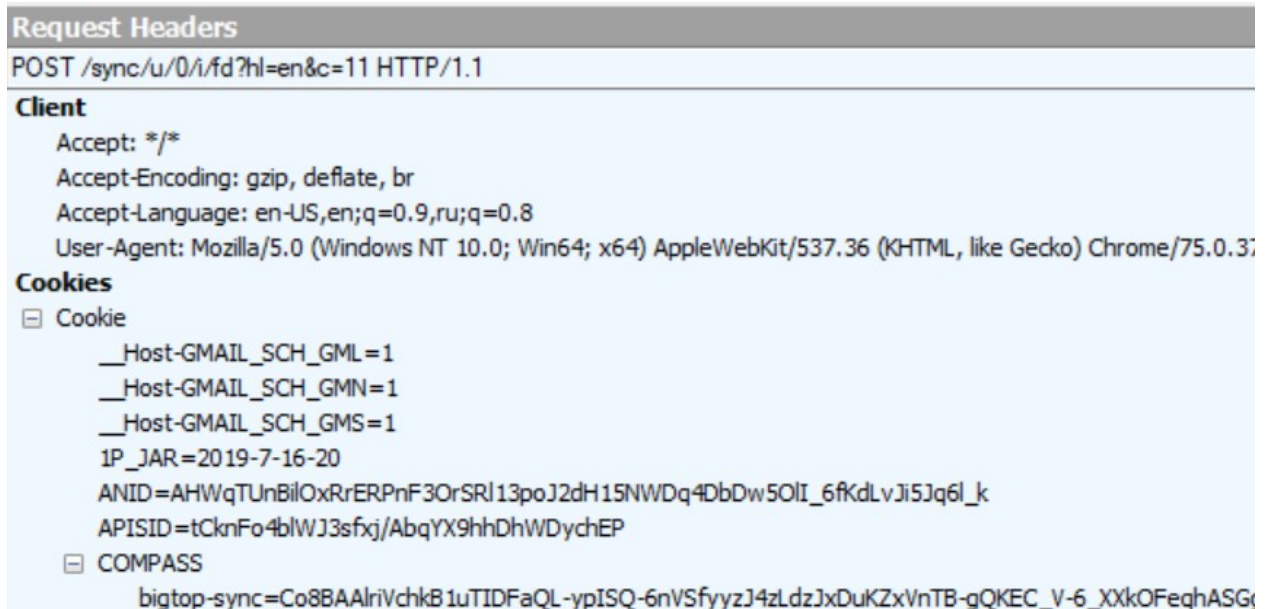 Request Headers
POST /sync/u/0/i/fd?hl=en&c=11 HTTP/1.1
Client
Accept: */*
Accept-Encoding: gzip, deflate, br
Accept-Language: en-US,en;q=0.9,ru;q=0.8
User-Agent: Mozilla/5.0 (Windows NT 10.0; Win64; x64) AppleWebKit/537.36 (KHTML, like Gecko) Chrome/75.0.37
Cookies
Cookie
__Host-GMAIL_SCH_GML=1
__Host-GMAIL_SCH_GMN=1
__Host-GMAIL_SCH_GMS=1
1P_JAR=2019-7-16-20
ANID=AHWqTUnBilOxRrERPnF3OrSRl13poJ2dH15NWDq4DbDw5OlI_6fKdLvJi5Jq6l_k
APISID=tCknFo4blWJ3sfxj/AbqYX9hhDhWDychEP
COMPASS
bigtop-sync=Co8BAAlriVchkB1uTIDFaQL-ypISQ-6nVSfyyzJ4zLdzJxDuKZxVnTB-gQKEC_V-6_XXkOFeghASGg